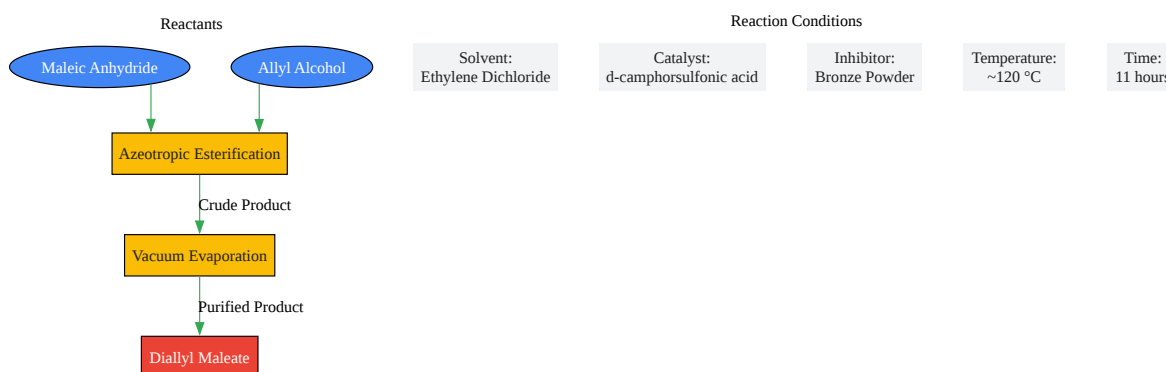 Reactants
Reaction Conditions
Maleic Anhydride
Allyl Alcohol
Solvent:
Ethylene Dichloride
Catalyst:
d-camphorsulfonic acid
Inhibitor:
Bronze Powder
Temperature:
~120 °C
Time:
11 hours
Azeotropic Esterification
Crude Product
Vacuum Evaporation
Purified Product
Diallyl Maleate